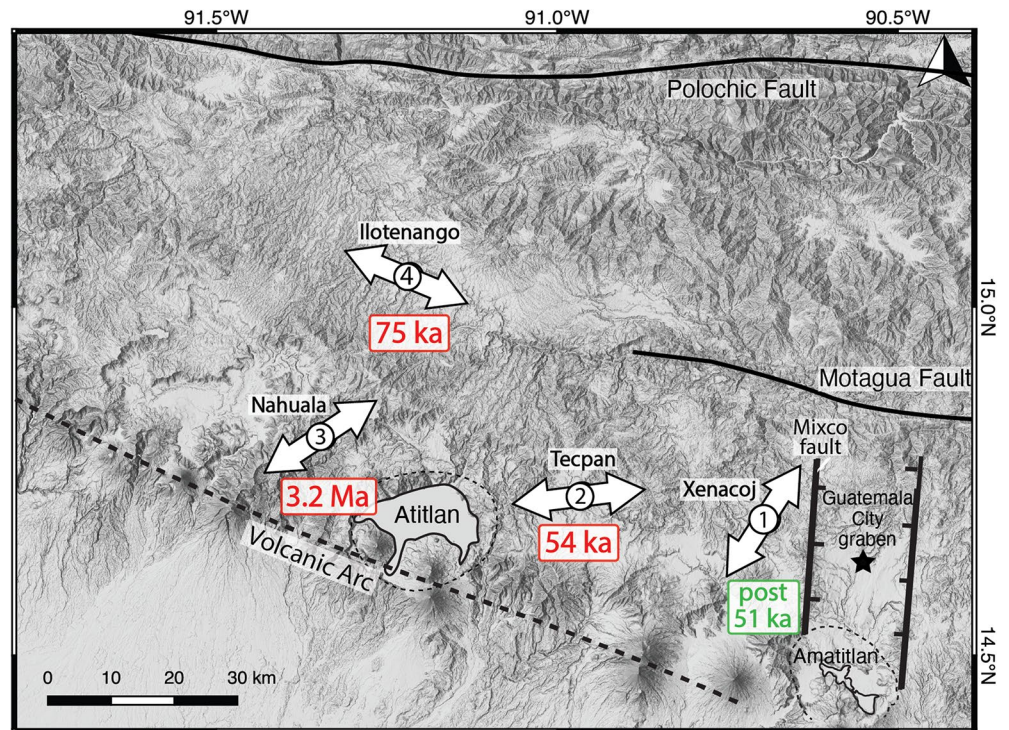 91.5°W
91.0°W
90.5°W
Polochic Fault
Ilotenango
4
75 ka
15.0°N
Motagua Fault
Nahuala
3
3.2 Ma
Mixco
fault
Tecpan
2
54 ka
Xenacoj
1
Guatemala
City
graben
Atitlan
Volcanic Arc
post
51 ka
Amatitlan
14.5°N
0 10 20 30 km